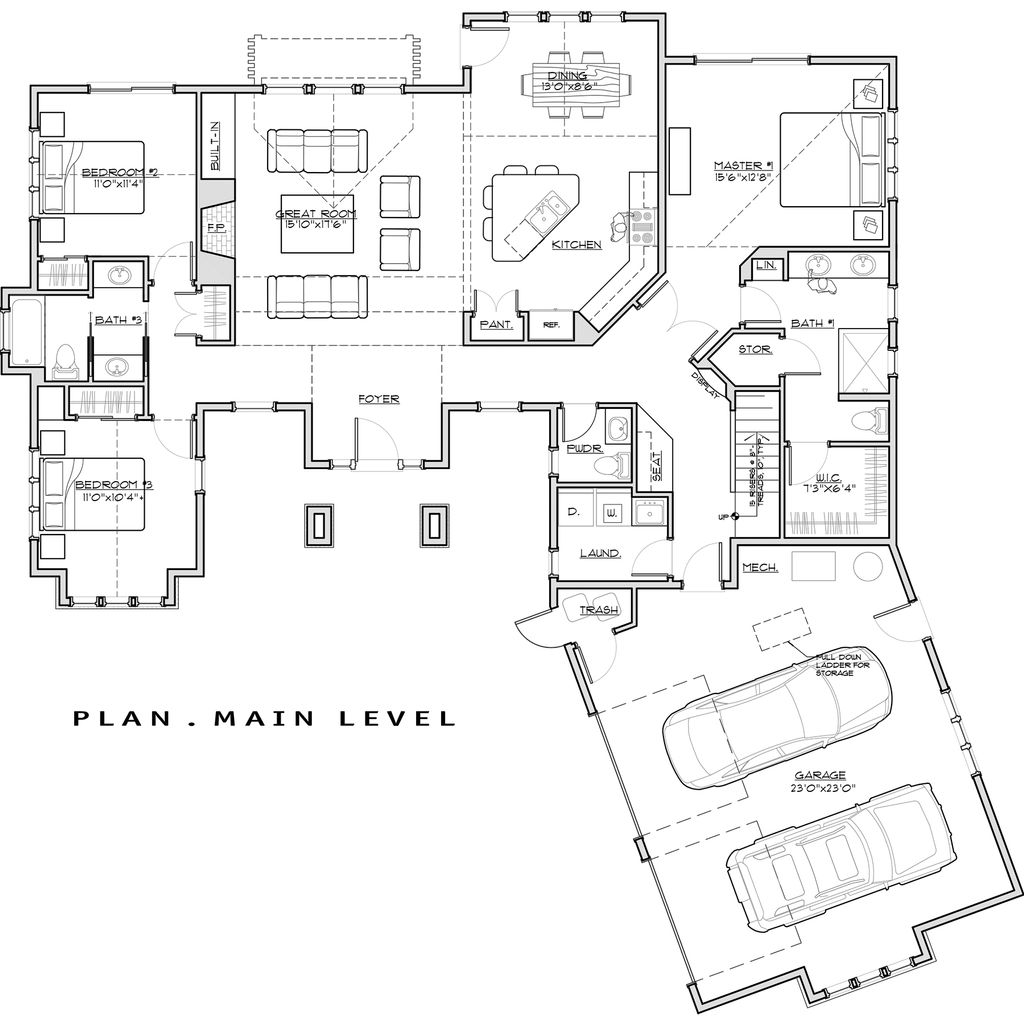 DINING
13'0"x8'6"
BUILT-IN
BEDROOM #2
11'0"x11'4"
MASTER #1
15'6"x12'8"
GREAT ROOM
15'10"x17'6"
F.P.
KITCHEN
LIN.
BATH #3
PANT.
REF.
BATH #1
STOR.
DISPLAY
FOYER
PWDR.
SEAT
15 RISERS @ 8"
TREADS, 10", TYP.
BEDROOM #3
11'0"x10'4"+
W.I.C.
7'3"x6'4"
D.
W.
UP
LAUND.
MECH.
TRASH
PULL DOWN
LADDER FOR
STORAGE
PLAN . MAIN LEVEL
GARAGE
23'0"x23'0"